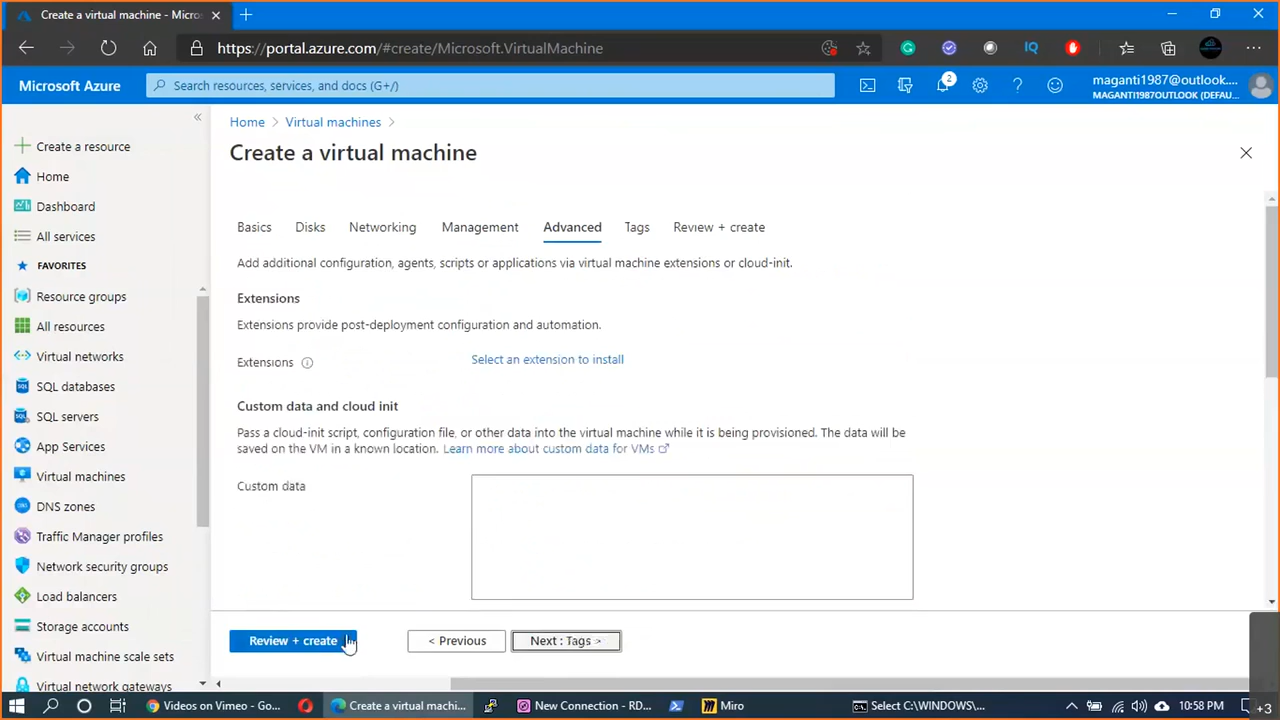 Create a virtual machine - Micros
https://portal.azure.com/#create/Microsoft.VirtualMachine
IQ
Microsoft Azure
Search resources, services, and docs (G+/)
2
maganti1987@outlook....
MAGANTI1987OUTLOOK (DEFAU...
Home > Virtual machines >
Create a virtual machine
Create a resource
Home
Dashboard
All services
FAVORITES
Resource groups
All resources
Virtual networks
SQL databases
SQL servers
App Services
Virtual machines
DNS zones
Traffic Manager profiles
Network security groups
Load balancers
Storage accounts
Virtual machine scale sets
Virtual network gateways
Basics Disks Networking Management Advanced Tags Review + create
Add additional configuration, agents, scripts or applications via virtual machine extensions or cloud-init.
Extensions
Extensions provide post-deployment configuration and automation.
Extensions Select an extension to install
Custom data and cloud init
Pass a cloud-init script, configuration file, or other data into the virtual machine while it is being provisioned. The data will
be saved on the VM in a known location. Learn more about custom data for VMs
Custom data
Review + create < Previous Next : Tags >
Videos on Vimeo - Go...
Create a virtual machi...
New Connection - RD...
Miro
Select C:\WINDOWS\...
10:58 PM
+3